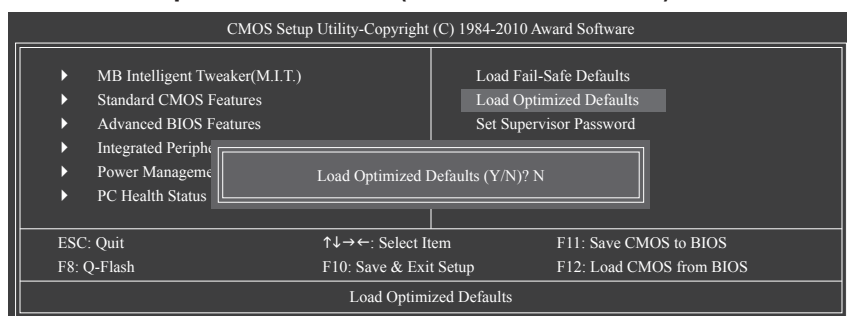 CMOS Setup Utility-Copyright (C) 1984-2010 Award Software
MB Intelligent Tweaker(M.I.T.)
Standard CMOS Features
Advanced BIOS Features
Integrated Periphe
Power Manageme
PC Health Status
Load Fail-Safe Defaults
Load Optimized Defaults
Set Supervisor Password
Load Optimized Defaults (Y/N)? N
ESC: Quit ↑↓→←: Select Item F11: Save CMOS to BIOS
F8: Q-Flash F10: Save & Exit Setup F12: Load CMOS from BIOS
Load Optimized Defaults